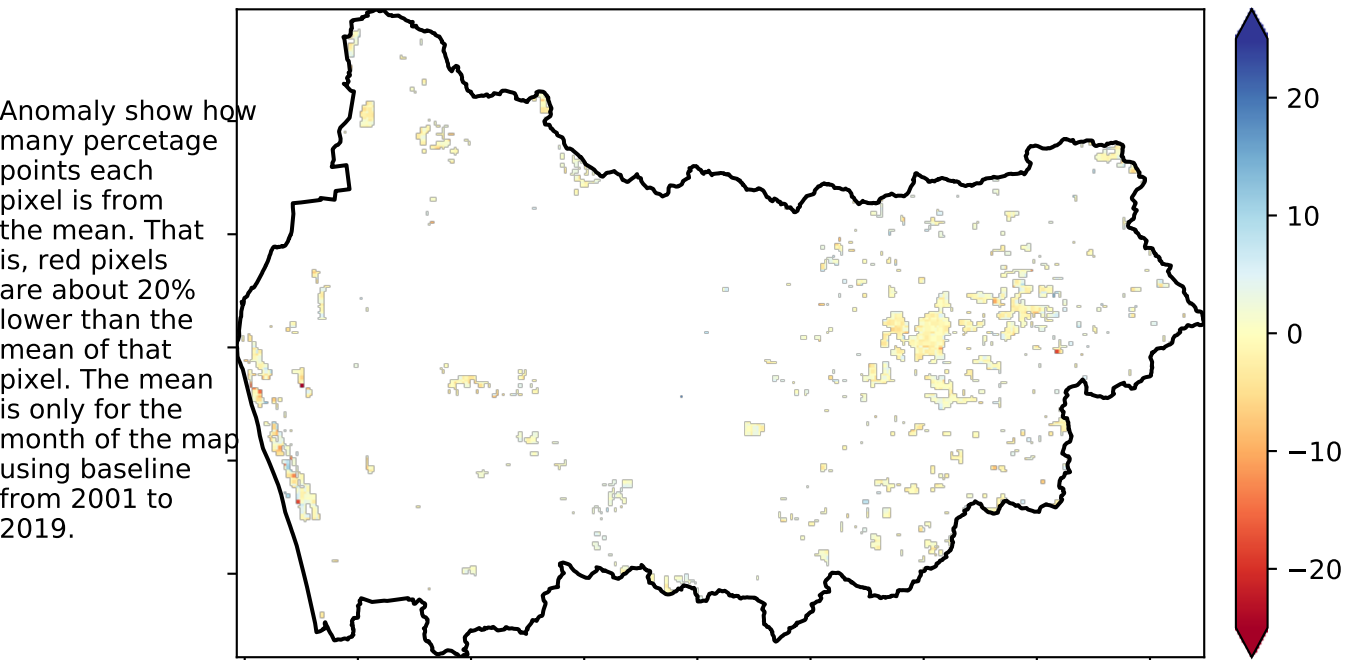 Anomaly show how
many percetage
points each
pixel is from
the mean. That
is, red pixels
are about 20%
lower than the
mean of that
pixel. The mean
is only for the
month of the map
using baseline
from 2001 to
2019.
20
10
0
−10
−20